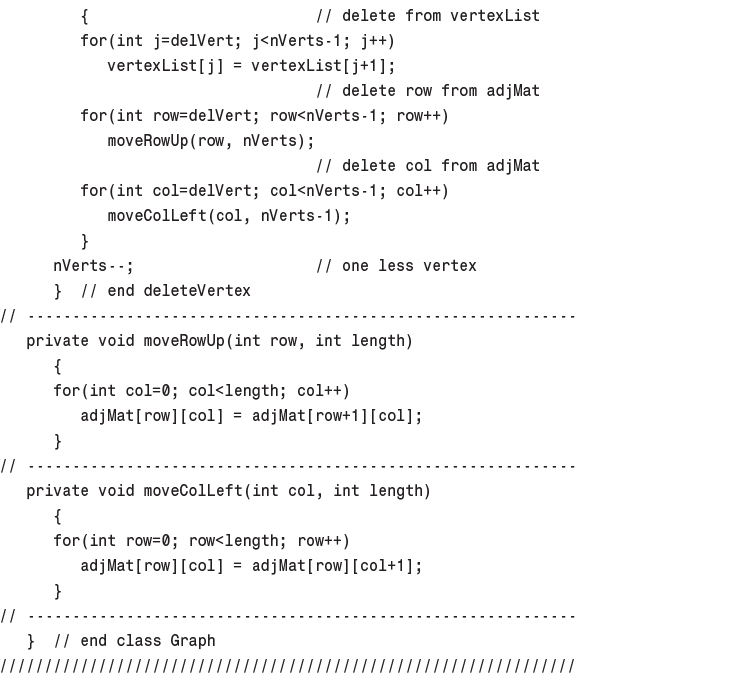 {                         // delete from vertexList
         for(int j=delVert; j<nVerts-1; j++)
            vertexList[j] = vertexList[j+1];
                                   // delete row from adjMat
         for(int row=delVert; row<nVerts-1; row++)
            moveRowUp(row, nVerts);
                                   // delete col from adjMat
         for(int col=delVert; col<nVerts-1; col++)
            moveColLeft(col, nVerts-1);
         }
      nVerts--;                    // one less vertex
      }  // end deleteVertex
// -------------------------------------------------------------
   private void moveRowUp(int row, int length)
      {
      for(int col=0; col<length; col++)
         adjMat[row][col] = adjMat[row+1][col];
      }
// -------------------------------------------------------------
   private void moveColLeft(int col, int length)
      {
      for(int row=0; row<length; row++)
         adjMat[row][col] = adjMat[row][col+1];
      }
// -------------------------------------------------------------
   }  // end class Graph
////////////////////////////////////////////////////////////////